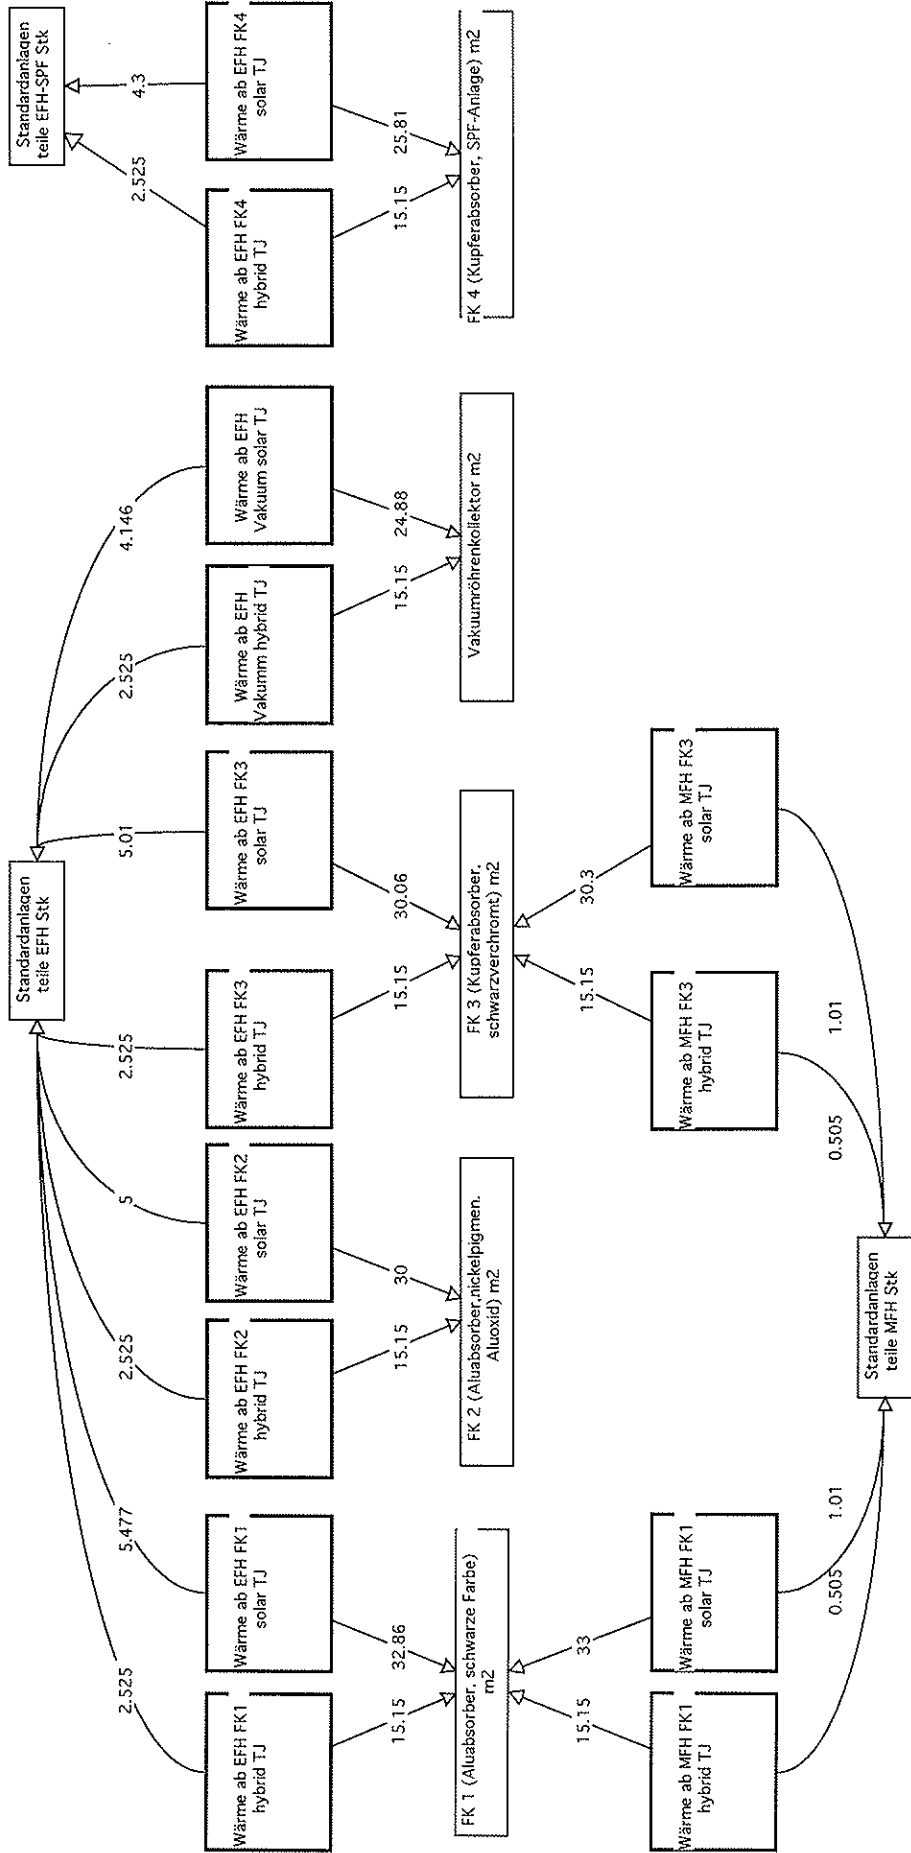 Standardanlagen
teile EFH Stk
Standardanlagen
teile EFH-SPF Stk
2.525
5.477
2.525
5
2.525
5.01
2.525
4.146
2.525
4.3
Wärme ab EFH FK1
hybrid TJ
Wärme ab EFH FK1
solar TJ
Wärme ab EFH FK2
hybrid TJ
Wärme ab EFH FK2
solar TJ
Wärme ab EFH FK3
hybrid TJ
Wärme ab EFH FK3
solar TJ
Wärme ab EFH
Vakumm hybrid TJ
Wärme ab EFH
Vakuum solar TJ
Wärme ab EFH FK4
hybrid TJ
Wärme ab EFH FK4
solar TJ
15.15
32.86
15.15
30
15.15
30.06
15.15
24.88
15.15
25.81
FK 1 (Aluabsorber, schwarze Farbe)
m2
FK 2 (Aluabsorber,nickelpigmen.
Aluoxid) m2
FK 3 (Kupferabsorber,
schwarzverchromt) m2
Vakuumröhrenkollektor m2
FK 4 (Kupferabsorber, SPF-Anlage) m2
15.15
33
15.15
30.3
Wärme ab MFH FK1
hybrid TJ
Wärme ab MFH FK1
solar TJ
Wärme ab MFH FK3
hybrid TJ
Wärme ab MFH FK3
solar TJ
0.505
1.01
0.505
1.01
Standardanlagen
teile MFH Stk